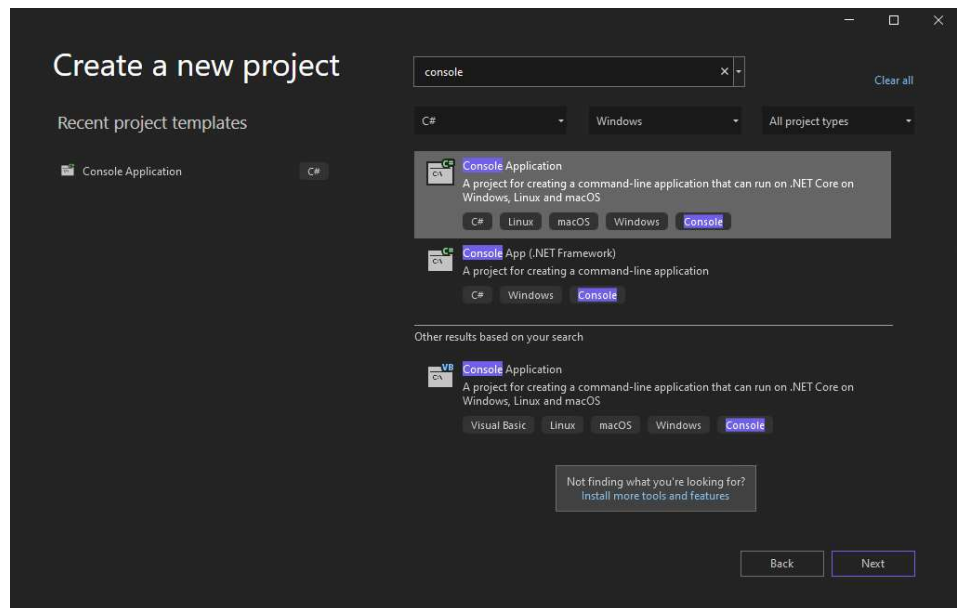 Create a new project
console
Clear all
Recent project templates
C#
Windows
All project types
Console Application
C#
C#
C:\
Console Application
A project for creating a command-line application that can run on .NET Core on
Windows, Linux and macOS
C#
Linux
macOS
Windows
Console
C#
C:\
Console App (.NET Framework)
A project for creating a command-line application
C#
Windows
Console
Other results based on your search
VB
C:\
Console Application
A project for creating a command-line application that can run on .NET Core on
Windows, Linux and macOS
Visual Basic
Linux
macOS
Windows
Console
Not finding what you're looking for?
Install more tools and features
Back
Next